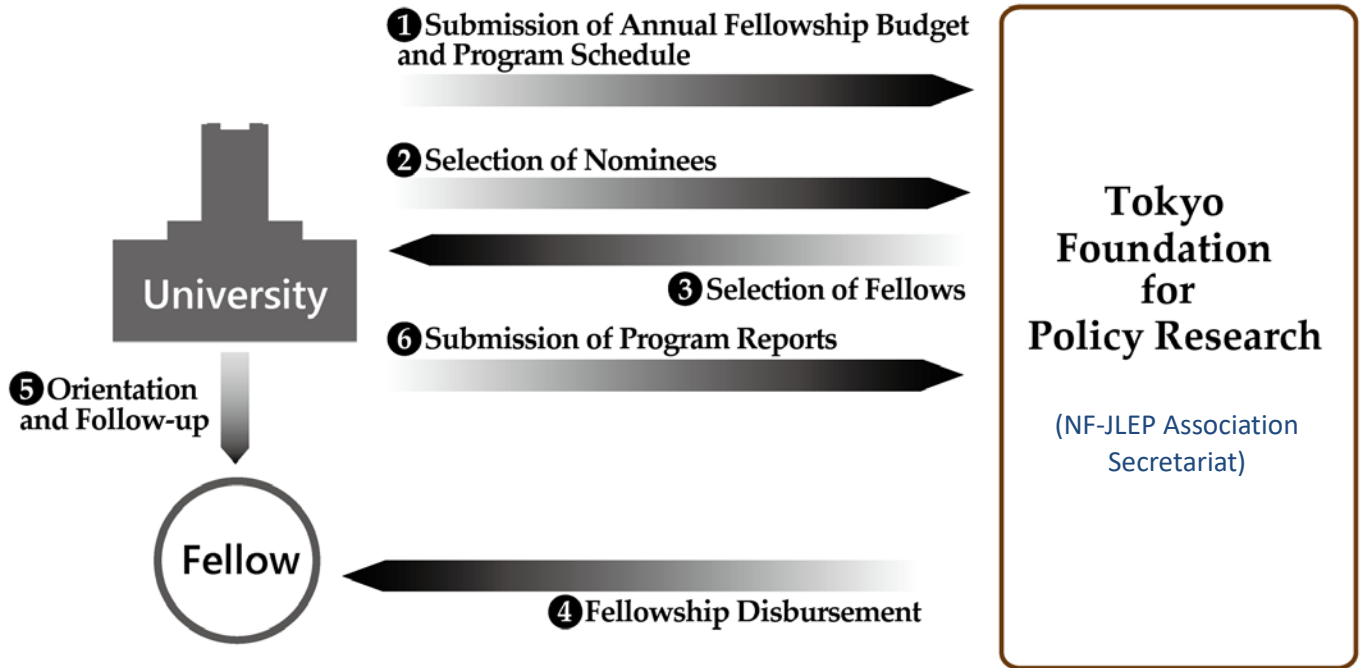 ❶Submission of Annual Fellowship Budget
and Program Schedule
❷Selection of Nominees
❸Selection of Fellows
❻Submission of Program Reports
University
❺Orientation
and Follow-up
Fellow
❹Fellowship Disbursement
Tokyo
Foundation
for
Policy Research
(NF-JLEP Association
Secretariat)